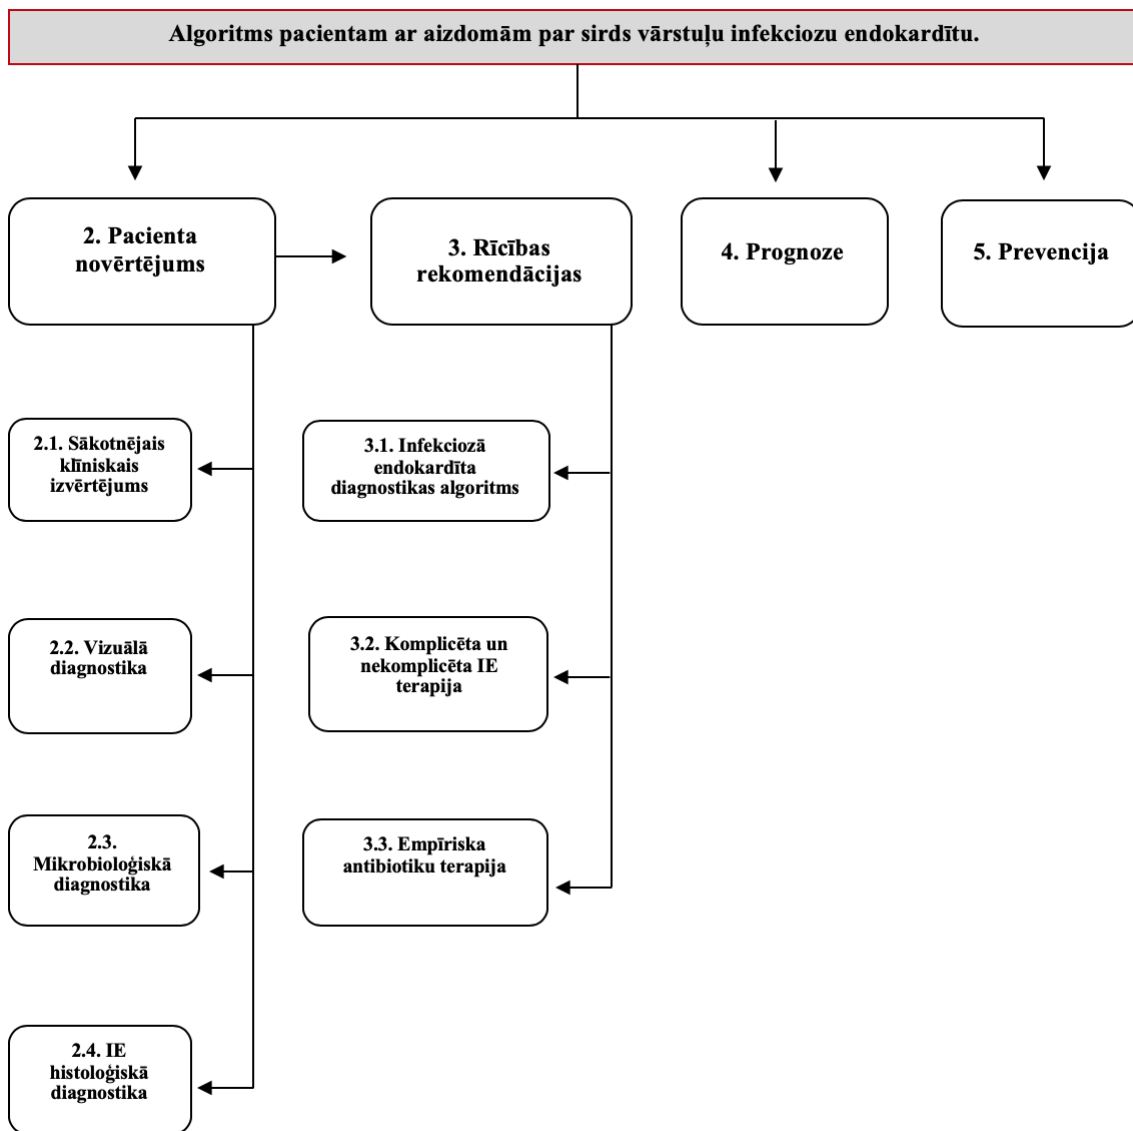 Algoritms pacientam ar aizdomām par sirds vārstuļu infekciozu endokardītu.
2. Pacienta
novērtējums
3. Rīcības
rekomendācijas
4. Prognoze
5. Prevencija
2.1. Sākotnējais
klīniskais
izvērtējums
3.1. Infekciozā
endokardīta
diagnostikas algoritms
2.2. Vizuālā
diagnostika
3.2. Komplicēta un
nekomplicēta IE
terapija
2.3.
Mikrobioloģiskā
diagnostika
3.3. Empīriska
antibiotiku terapija
2.4. IE
histoloģiskā
diagnostika